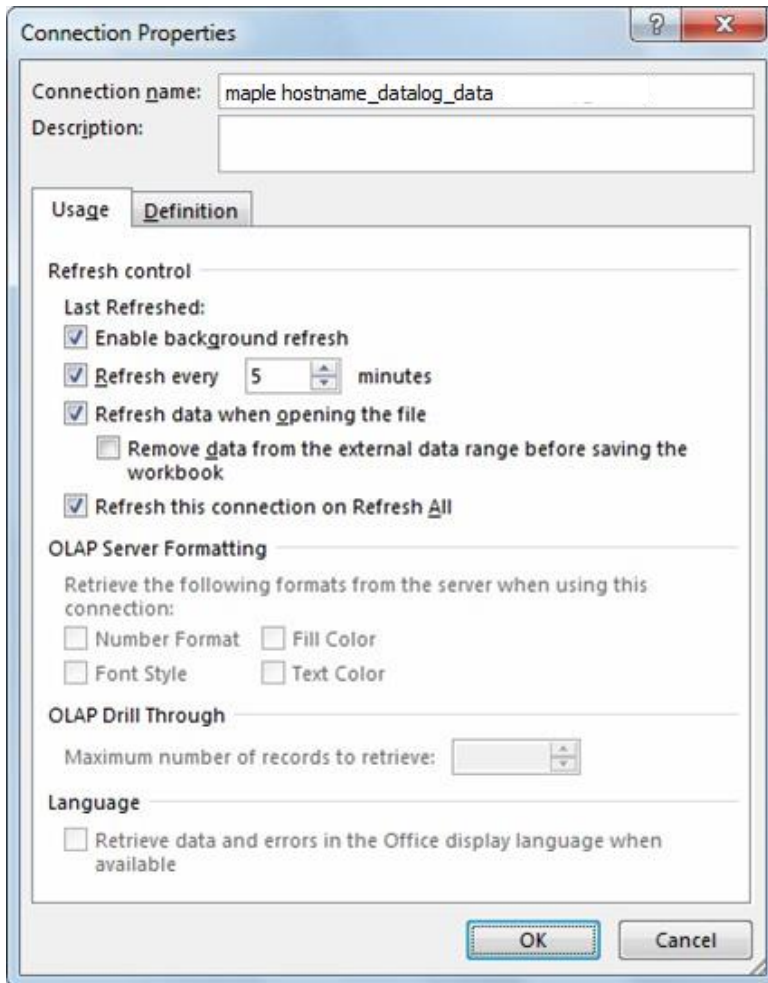 Connection Properties
?
Connection name: maple hostname_datalog_data
Description:
Usage Definition
Refresh control
Last Refreshed:
Enable background refresh
Refresh every 5 minutes
Refresh data when opening the file
Remove data from the external data range before saving the
workbook
Refresh this connection on Refresh All
OLAP Server Formatting
Retrieve the following formats from the server when using this
connection:
Number Format Fill Color
Font Style Text Color
OLAP Drill Through
Maximum number of records to retrieve:
Language
Retrieve data and errors in the Office display language when
available
OK Cancel